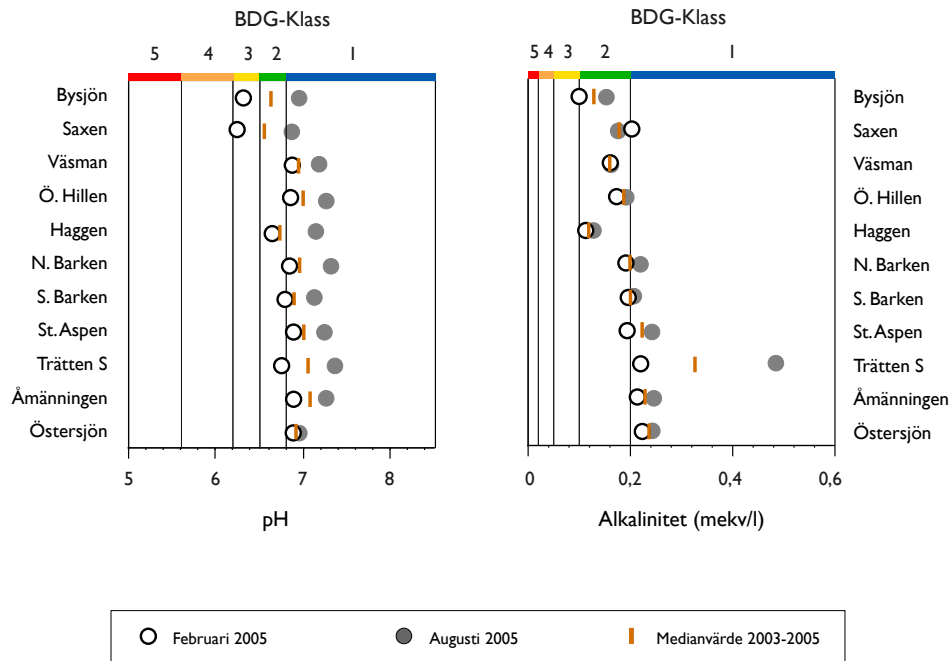 BDG-Klass
5 4 3 2 1
Bysjön
Saxen
Väsman
Ö. Hillen
Haggen
N. Barken
S. Barken
St. Aspen
Trätten S
Åmänningen
Östersjön
5 6 7 8
pH
BDG-Klass
5 4 3 2 1
Bysjön
Saxen
Väsman
Ö. Hillen
Haggen
N. Barken
S. Barken
St. Aspen
Trätten S
Åmänningen
Östersjön
0 0,2 0,4 0,6
Alkalinitet (mekv/l)
Februari 2005 Augusti 2005 Medianvärde 2003-2005